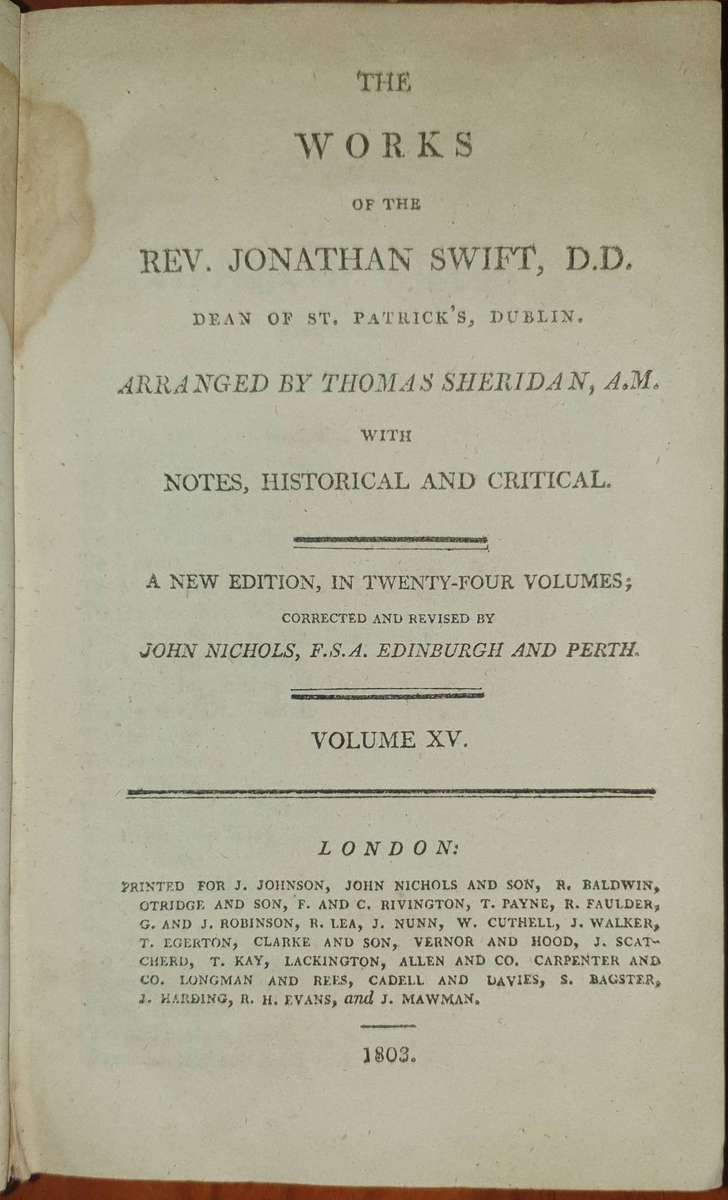 THE
WORKS
OF THE
REV. JONATHAN SWIFT, D.D.
DEAN OF ST. PATRICK'S, DUBLIN.
ARRANGED BY THOMAS SHERIDAN, A.M.
WITH
NOTES, HISTORICAL AND CRITICAL.
A NEW EDITION, IN TWENTY-FOUR VOLUMES;
CORRECTED AND REVISED BY
JOHN NICHOLS, F.S.A. EDINBURGH AND PERTH.
VOLUME XV.
LONDON:
PRINTED FOR J. JOHNSON, JOHN NICHOLS AND SON, R. BALDWIN,
OTRIDGE AND SON, F. AND C. RIVINGTON, T. PAYNE, R. FAULDER,
G. AND J. ROBINSON, R. LEA, J. NUNN, W. CUTHELL, J. WALKER,
T. EGERTON, CLARKE AND SON, VERNOR AND HOOD, J. SCAT-
CHERD, T. KAY, LACKINGTON, ALLEN AND CO. CARPENTER AND
CO. LONGMAN AND REES, CADELL AND DAVIES, S. BAGSTER,
J. HARDING, R. H. EVANS, and J. MAWMAN.
1803.